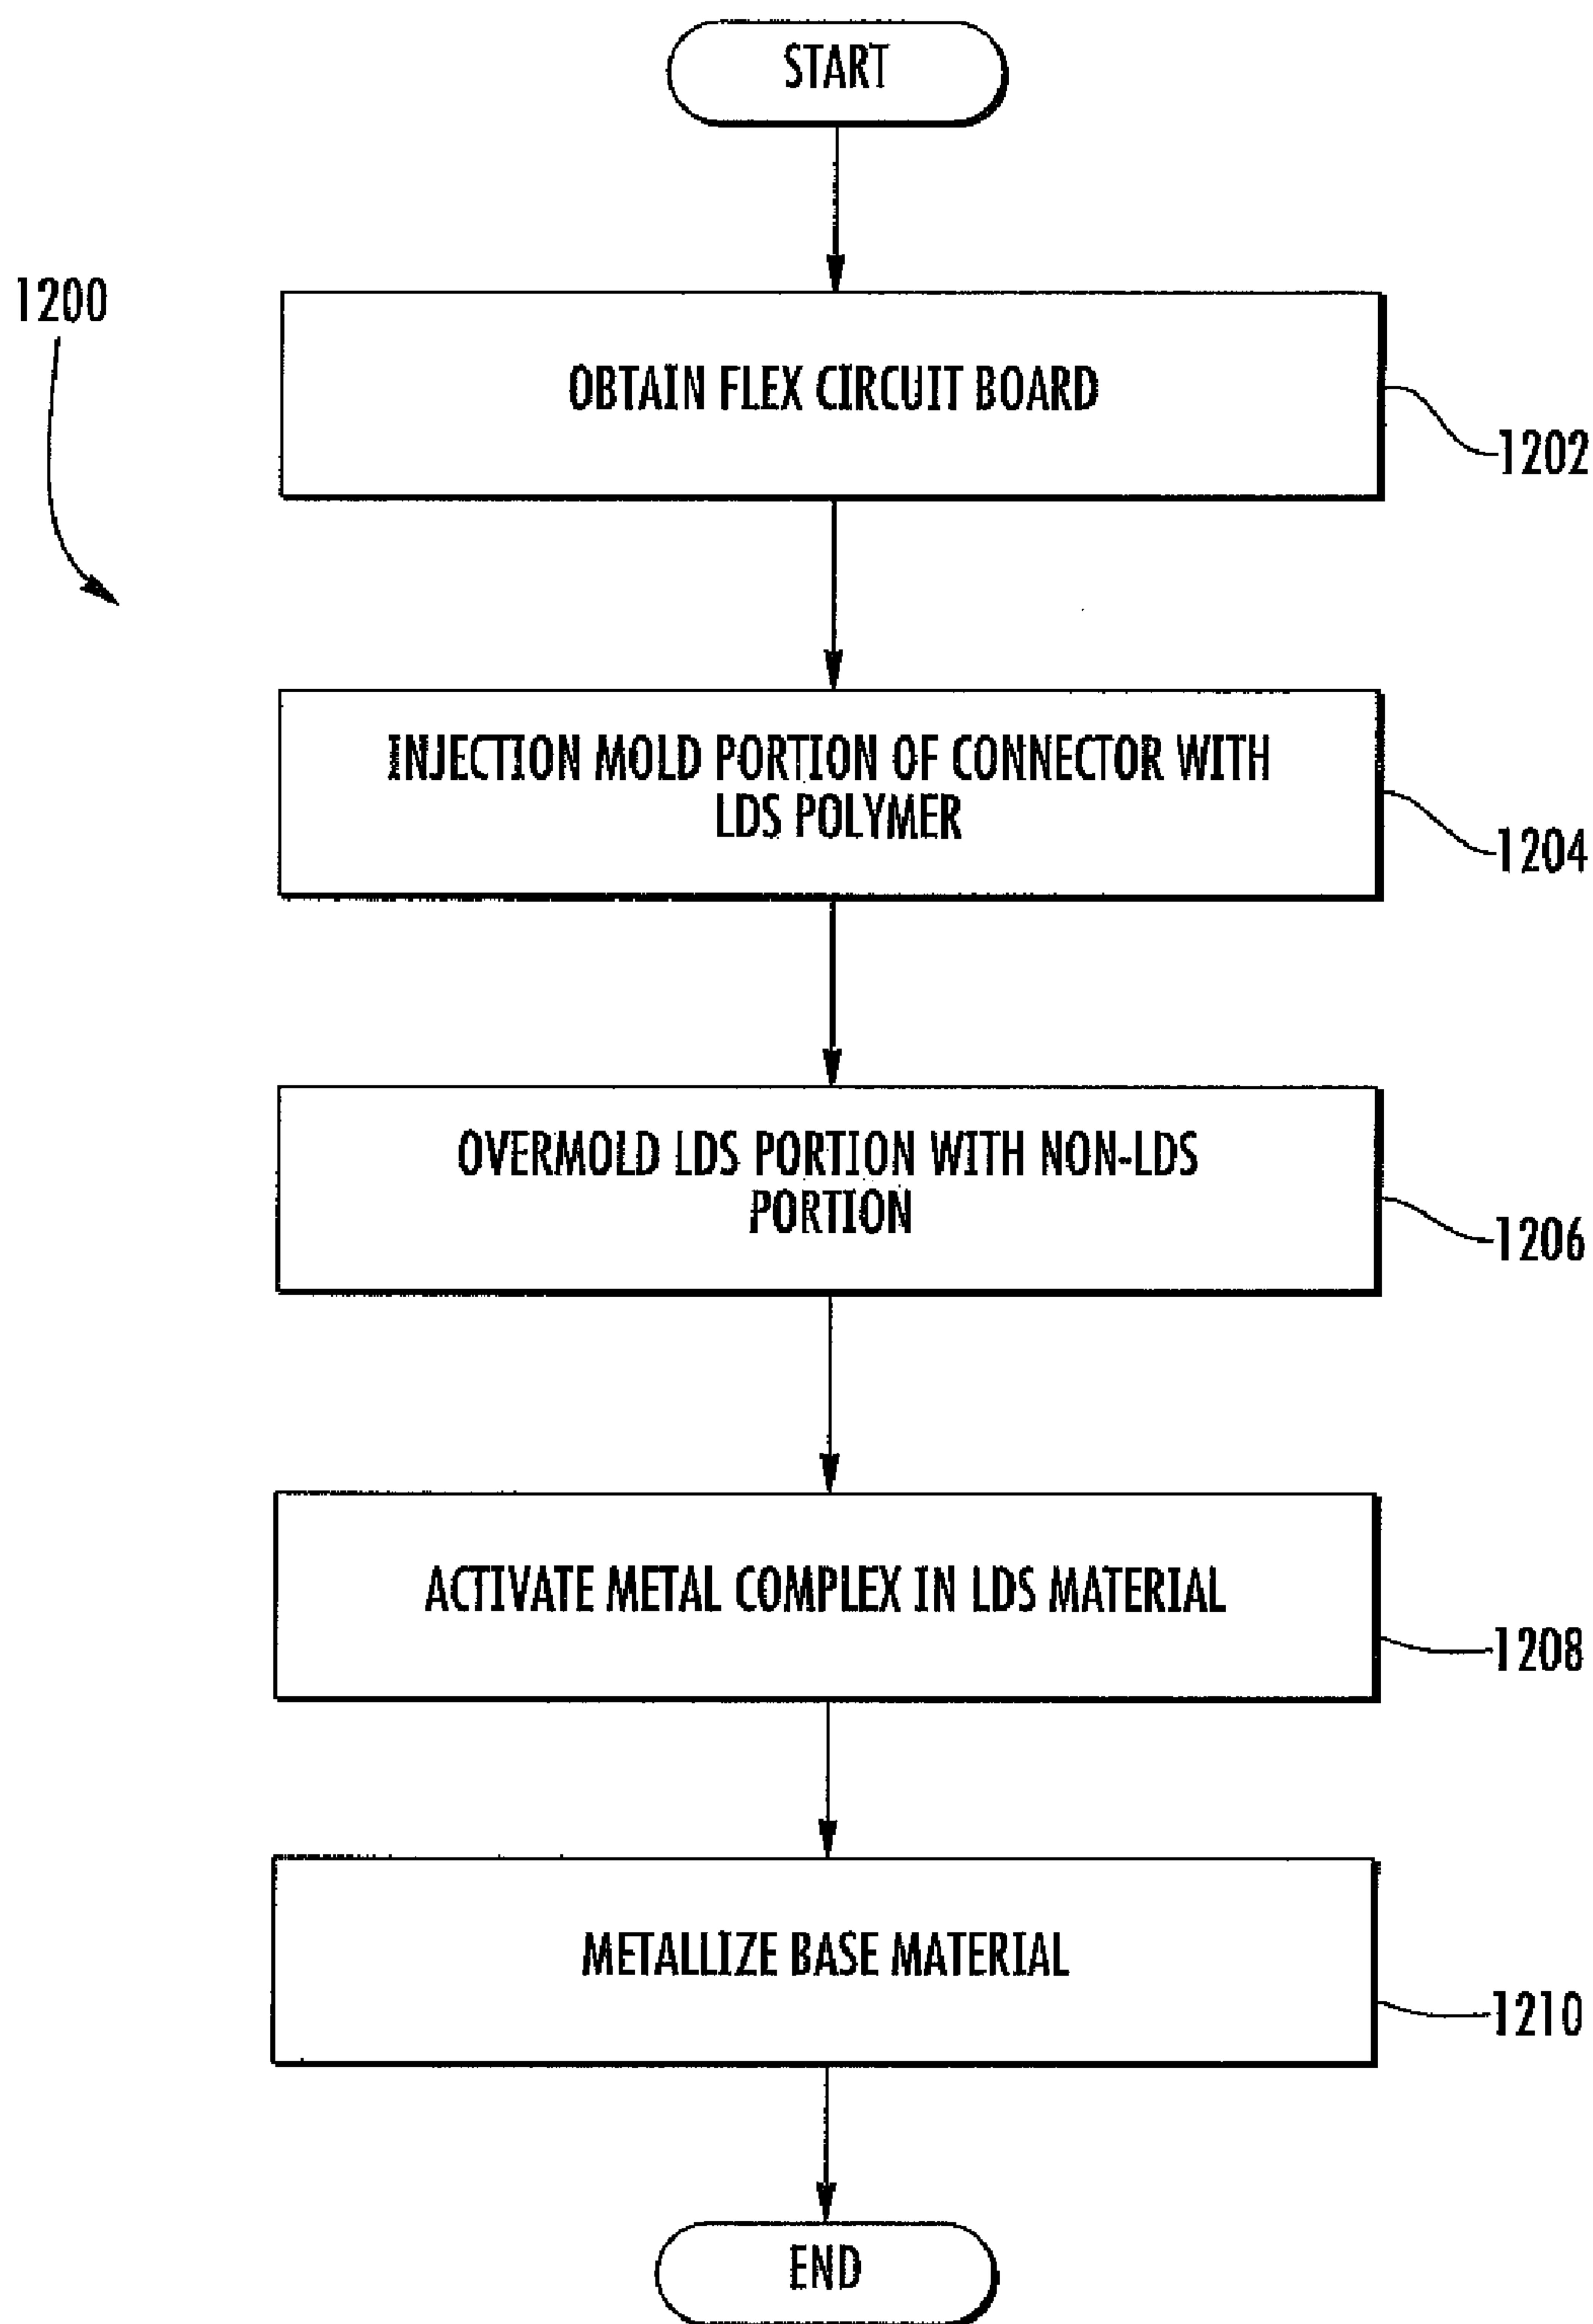 START
1200
OBTAIN FLEX CIRCUIT BOARD
1202
INJECTION MOLD PORTION OF CONNECTOR WITH
LDS POLYMER
1204
OVERMOLD LDS PORTION WITH NON-LDS
PORTION
1206
ACTIVATE METAL COMPLEX IN LDS MATERIAL
1208
METALLIZE BASE MATERIAL
1210
END